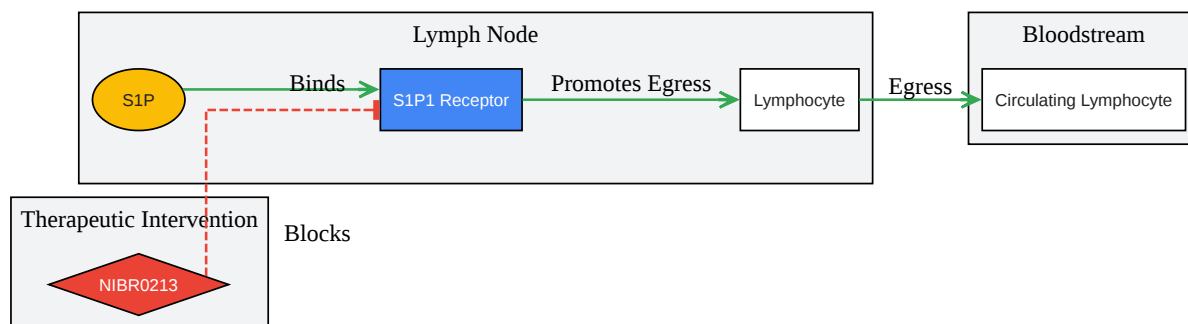 Lymph Node
Bloodstream
S1P
Binds
S1P1 Receptor
Promotes Egress
Lymphocyte
Egress
Circulating Lymphocyte
Therapeutic Intervention
Blocks
NIBR0213